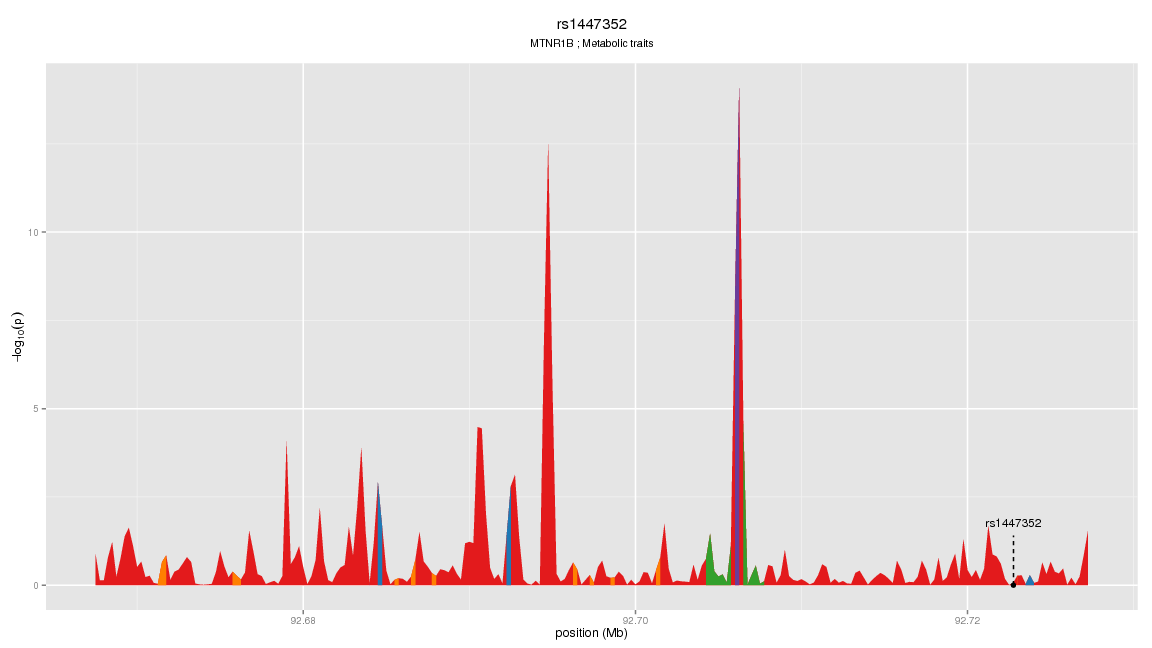 rs1447352
MTNR1B ; Metabolic traits
−log10(p)
10
5
0
rs1447352
92.68
92.70
92.72
position (Mb)